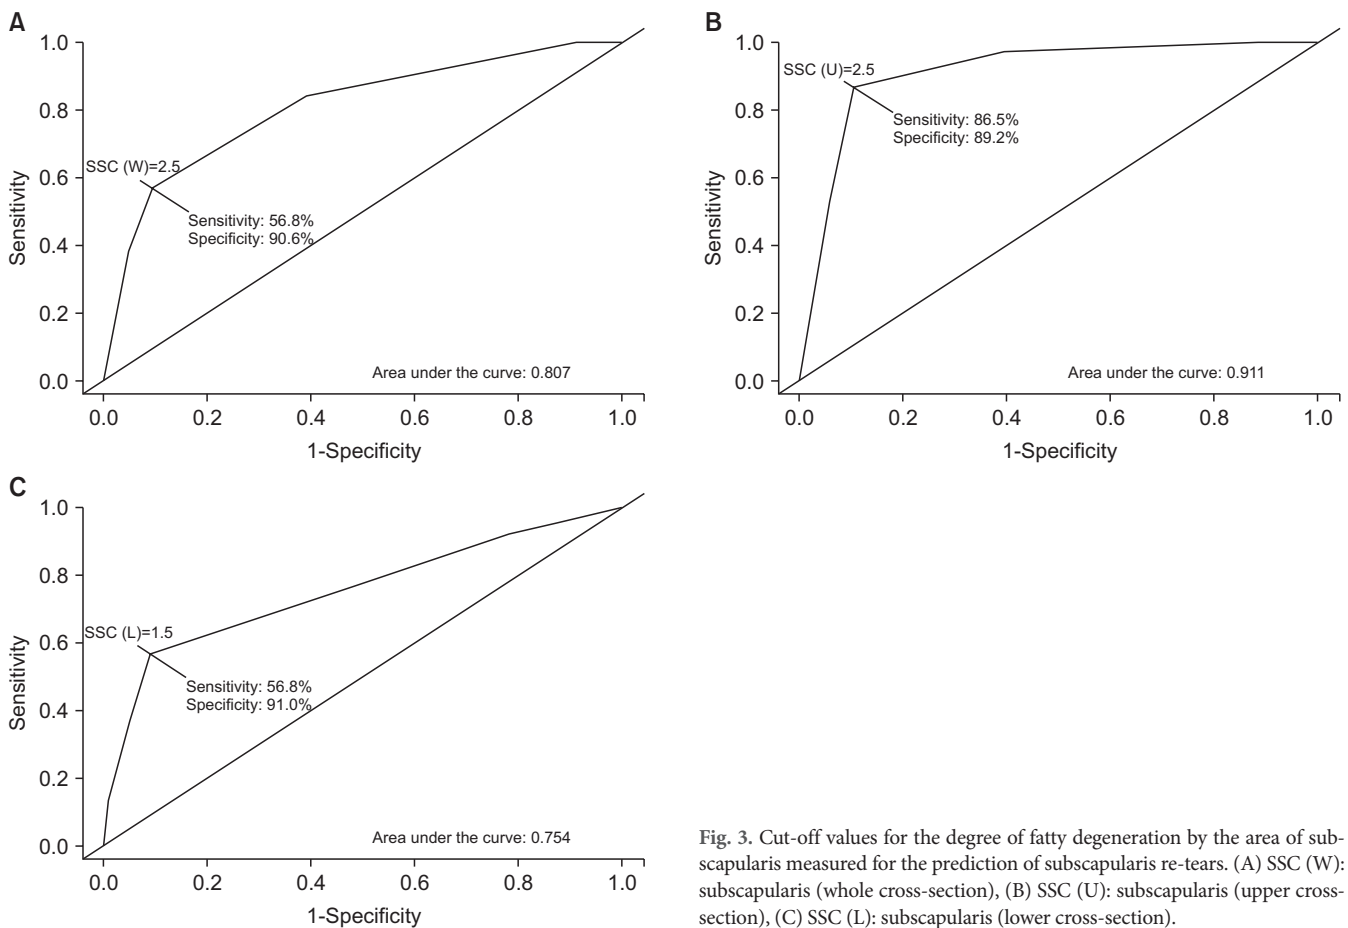 A
1.0
0.8
0.6
0.4
0.2
0.0
Sensitivity
SSC (W)=2.5
Sensitivity: 56.8%
Specificity: 90.6%
Area under the curve: 0.807
0.0 0.2 0.4 0.6 0.8 1.0
1-Specificity
B
1.0
0.8
0.6
0.4
0.2
0.0
Sensitivity
SSC (U)=2.5
Sensitivity: 86.5%
Specificity: 89.2%
Area under the curve: 0.911
0.0 0.2 0.4 0.6 0.8 1.0
1-Specificity
C
1.0
0.8
0.6
0.4
0.2
0.0
Sensitivity
SSC (L)=1.5
Sensitivity: 56.8%
Specificity: 91.0%
Area under the curve: 0.754
0.0 0.2 0.4 0.6 0.8 1.0
1-Specificity
Fig. 3. Cut-off values for the degree of fatty degeneration by the area of sub-
scapularis measured for the prediction of subscapularis re-tears. (A) SSC (W):
subscapularis (whole cross-section), (B) SSC (U): subscapularis (upper cross-
section), (C) SSC (L): subscapularis (lower cross-section).